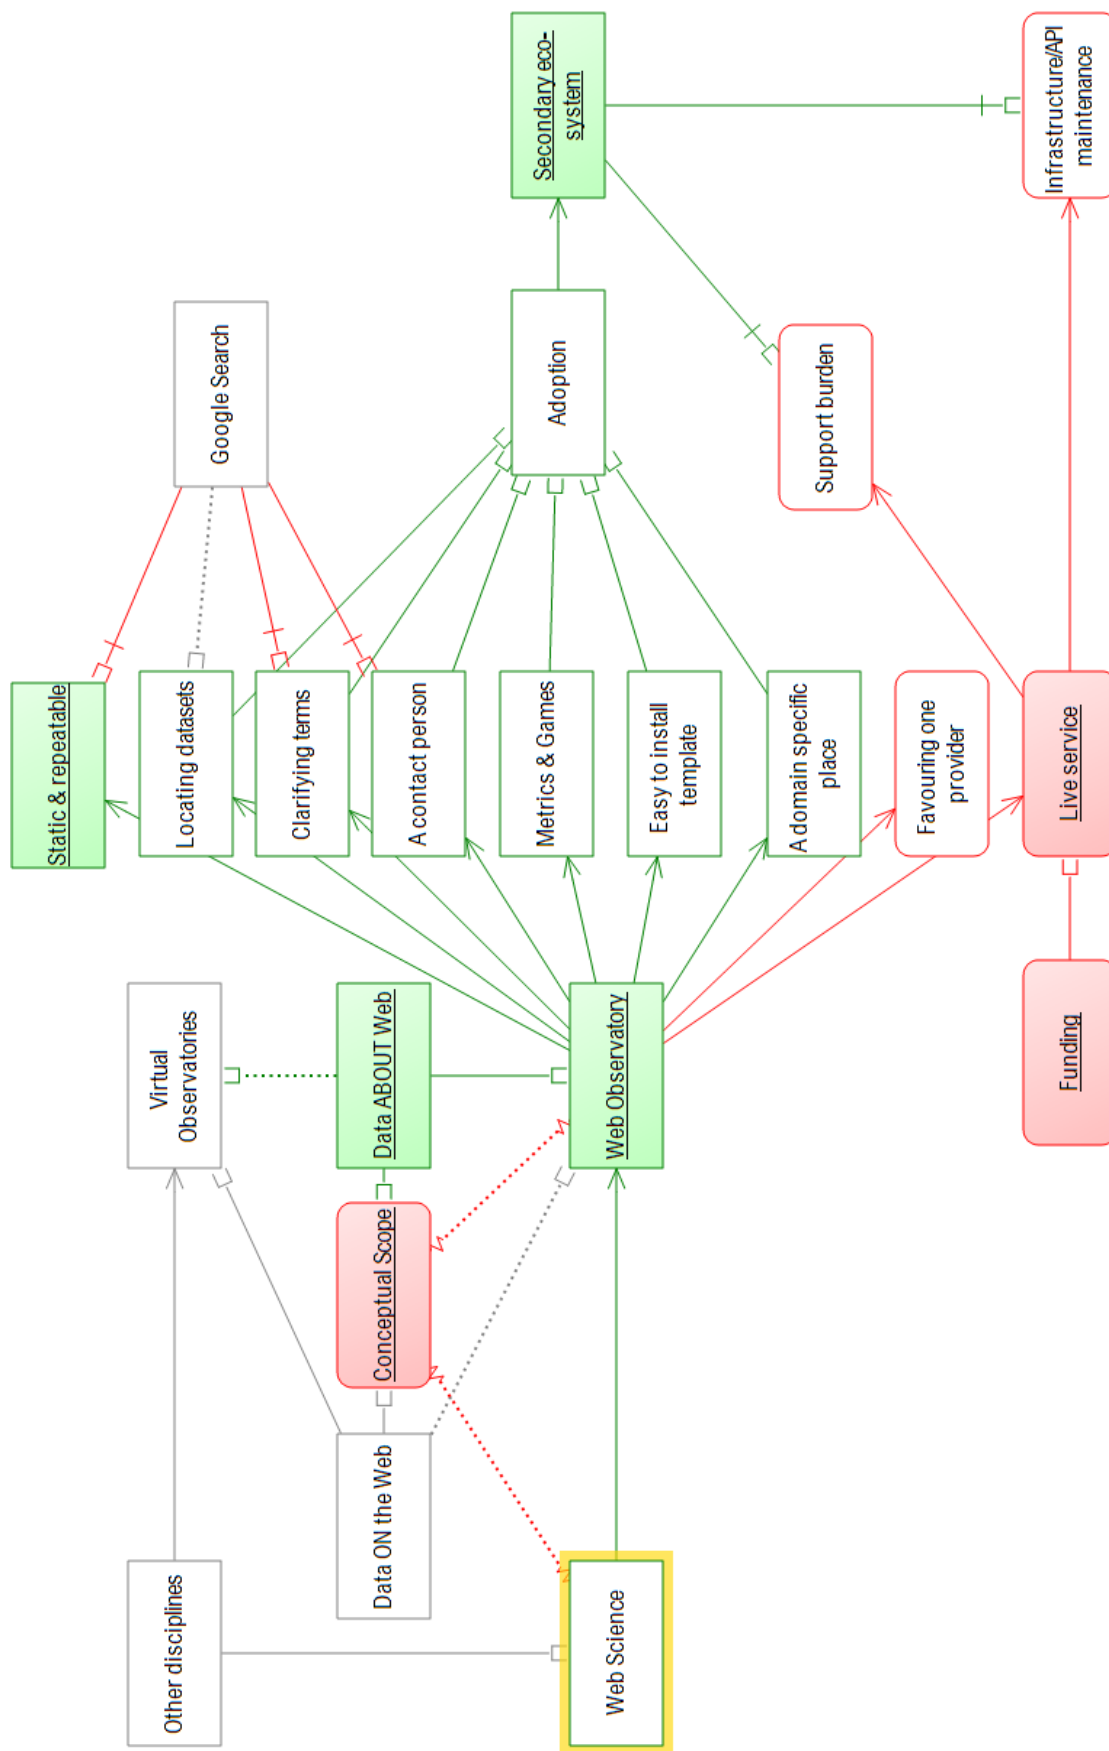 Other disciplines
Virtual
Observatories
Google Search
Static & repeatable
Locating datasets
Clarifying terms
A contact person
Metrics & Games
Easy to install
template
A domain specific
place
Favouring one
provider
Live service
Data ON the Web
Conceptual Scope
Data ABOUT Web
Web Science
Web Observatory
Adoption
Secondary eco-
system
Support burden
Funding
Infrastructure/API
maintenance